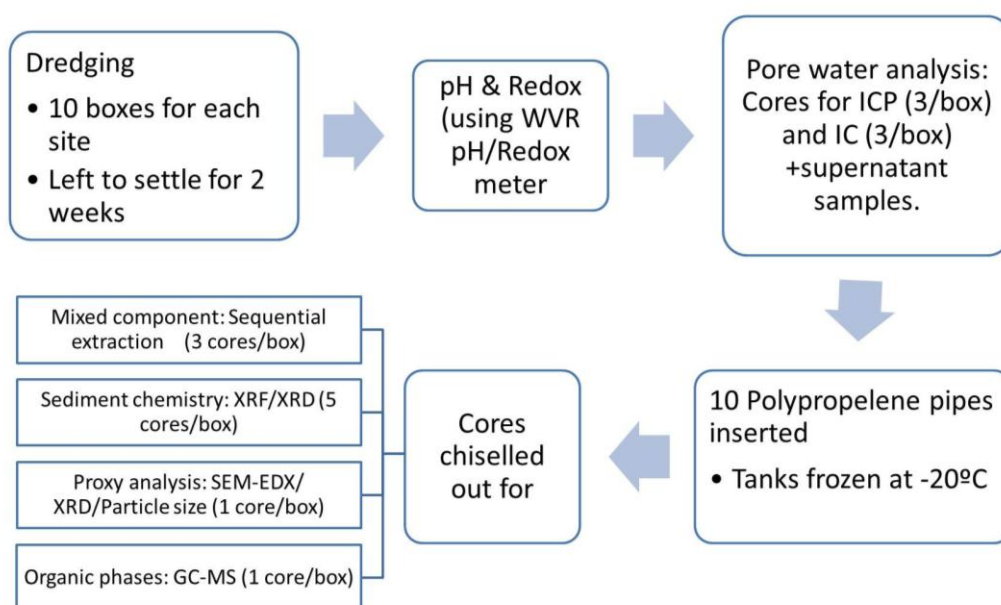 Dredging
• 10 boxes for each
site
• Left to settle for 2
weeks
pH & Redox
(using WVR
pH/Redox
meter
Pore water analysis:
Cores for ICP (3/box)
and IC (3/box)
+supernatant
samples.
10 Polypropelene pipes
inserted
• Tanks frozen at -20ºC
Cores
chiselled
out for
Mixed component: Sequential
extraction (3 cores/box)
Sediment chemistry: XRF/XRD (5
cores/box)
Proxy analysis: SEM-EDX/
XRD/Particle size (1 core/box)
Organic phases: GC-MS (1 core/box)